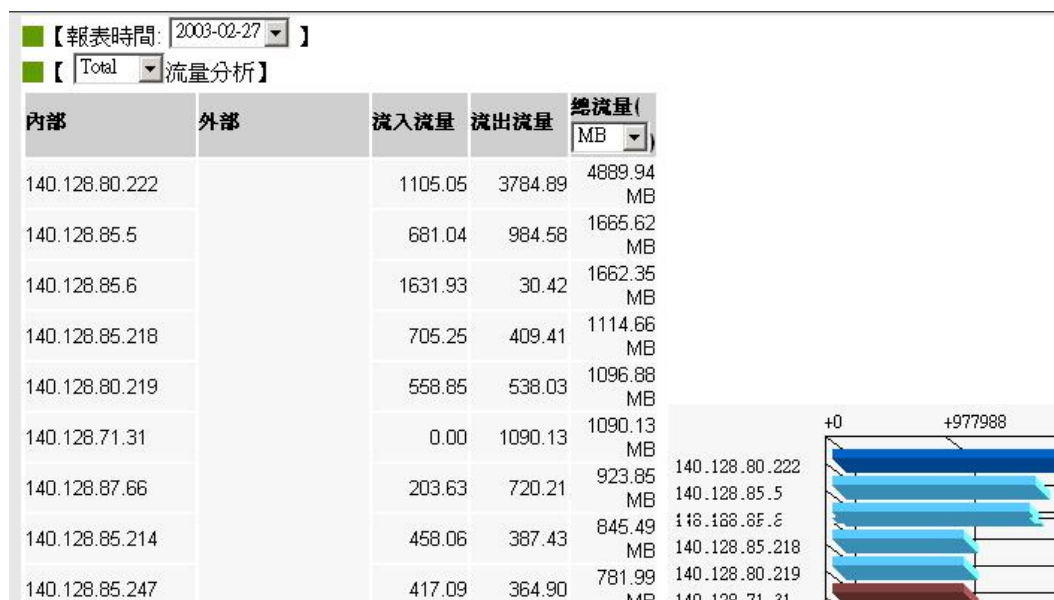 【報表時間: 2003-02-27 】
【 Total 流量分析】
內部 外部 流入流量 流出流量 總流量( MB )
140.128.80.222 1105.05 3784.89 4889.94 MB
140.128.85.5 681.04 984.58 1665.62 MB
140.128.85.6 1631.93 30.42 1662.35 MB
140.128.85.218 705.25 409.41 1114.66 MB
140.128.80.219 558.85 538.03 1096.88 MB
140.128.71.31 0.00 1090.13 1090.13 MB
140.128.87.66 203.63 720.21 923.85 MB
140.128.85.214 458.06 387.43 845.49 MB
140.128.85.247 417.09 364.90 781.99 MB
+0 +977988
140.128.80.222
140.128.85.5
140.128.85.218
140.128.80.219
140.128.71.31